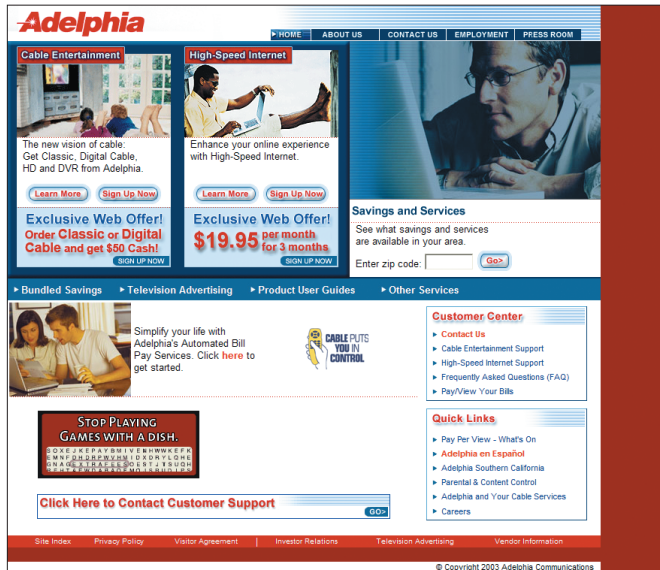 Adelphia
HOME ABOUT US CONTACT US EMPLOYMENT PRESS ROOM
Cable Entertainment
The new vision of cable:
Get Classic, Digital Cable,
HD and DVR from Adelphia.
Learn More Sign Up Now
Exclusive Web Offer!
Order Classic or Digital
Cable and get $50 Cash!
SIGN UP NOW
High-Speed Internet
Enhance your online experience
with High-Speed Internet.
Learn More Sign Up Now
Exclusive Web Offer!
$19.95 per month
for 3 months
SIGN UP NOW
Savings and Services
See what savings and services
are available in your area.
Enter zip code: Go>
Bundled Savings Television Advertising Product User Guides Other Services
Simplify your life with
Adelphia's Automated Bill
Pay Services. Click here to
get started.
CABLE PUTS
YOU IN
CONTROL
STOP PLAYING
GAMES WITH A DISH.
Click Here to Contact Customer Support
GO>
Customer Center
Contact Us
Cable Entertainment Support
High-Speed Internet Support
Frequently Asked Questions (FAQ)
Pay/View Your Bills
Quick Links
Pay Per View - What's On
Adelphia en Español
Adelphia Southern California
Parental & Content Control
Adelphia and Your Cable Services
Careers
Site Index Privacy Policy Visitor Agreement | Investor Relations Television Advertising Vendor Information
© Copyright 2003 Adelphia Communications